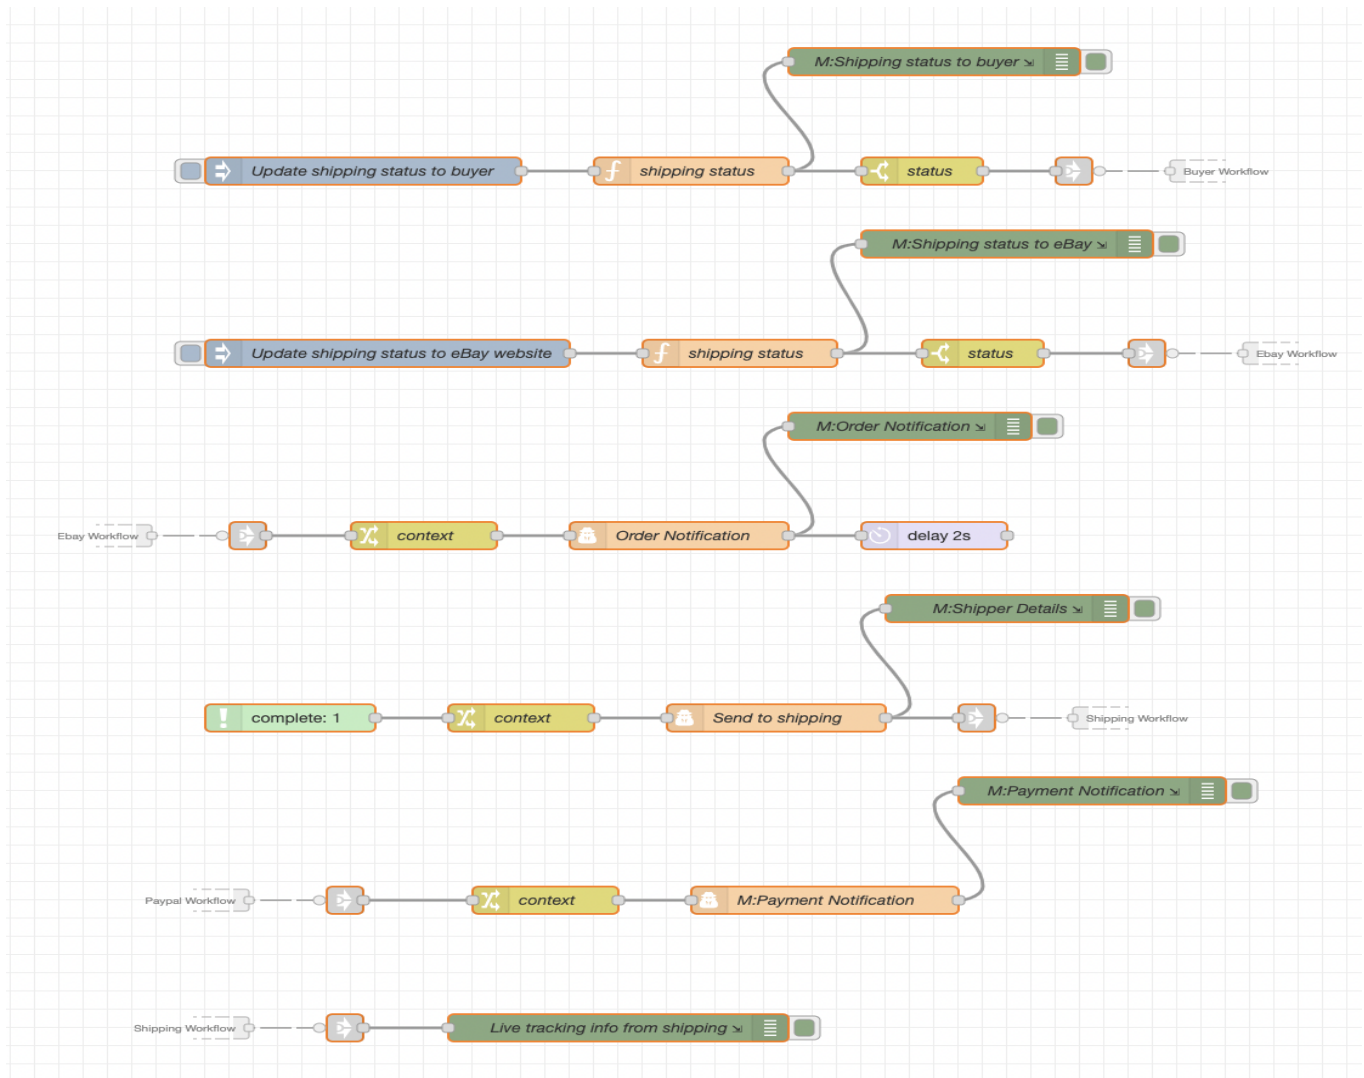 M:Shipping status to buyer
Update shipping status to buyer
shipping status
status
Buyer Workflow
M:Shipping status to eBay
Update shipping status to eBay website
shipping status
status
Ebay Workflow
M:Order Notification
Ebay Workflow
context
Order Notification
delay 2s
M:Shipper Details
complete: 1
context
Send to shipping
Shipping Workflow
M:Payment Notification
Paypal Workflow
context
M:Payment Notification
Shipping Workflow
Live tracking info from shipping